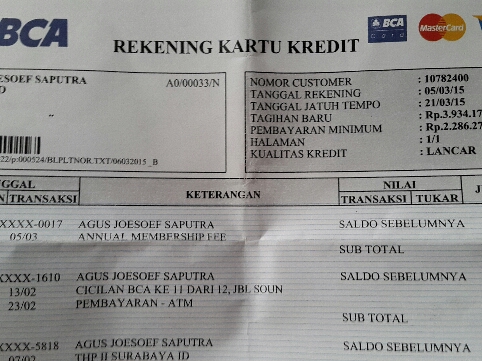 BCA
REKENING KARTU KREDIT
BCA
Card
MasterCard
JOESOEF SAPUTRA
A0/00033/N
NOMOR CUSTOMER : 10782400
TANGGAL REKENING : 05/03/15
TANGGAL JATUH TEMPO : 21/03/15
TAGIHAN BARU : Rp.3.934.17
PEMBAYARAN MINIMUM : Rp.2.286.27
HALAMAN : 1/1
KUALITAS KREDIT : LANCAR
22/p:000524/BLPLTNOR.TXT/06032015_B
TRANSAKSI
KETERANGAN
NILAI
TRANSAKSI TUKAR
XXXX-0017 AGUS JOESOEF SAPUTRA SALDO SEBELUMNYA
05/03 ANNUAL MEMBERSHIP FEE
SUB TOTAL
XXXX-1610 AGUS JOESOEF SAPUTRA SALDO SEBELUMNYA
13/02 CICILAN BCA KE 11 DARI 12, JBL SOUN
23/02 PEMBAYARAN - ATM
SUB TOTAL
XXXX-5818 AGUS JOESOEF SAPUTRA SALDO SEBELUMNYA
07/02 THP II SURABAYA ID